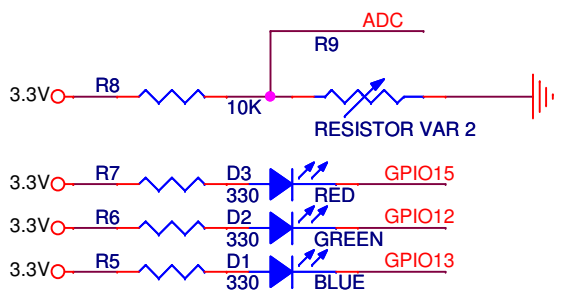 ADC
R9
3.3V R8
10K
RESISTOR VAR 2
3.3V R7 D3 GPIO15
330 RED
3.3V R6 D2 GPIO12
330 GREEN
3.3V R5 D1 GPIO13
330 BLUE